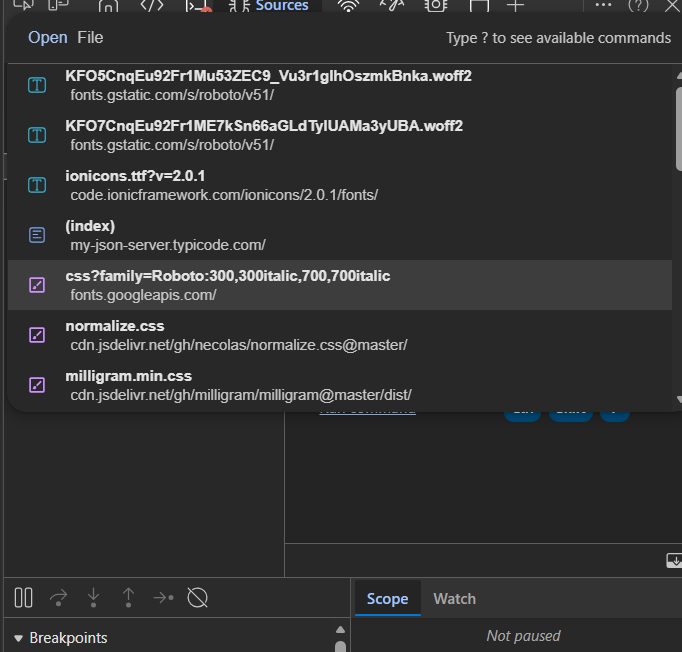 Sources
Open File
Type ? to see available commands
KFO5CnqEu92Fr1Mu53ZEC9_Vu3r1gIhOszmkBnka.woff2
fonts.gstatic.com/s/roboto/v51/
KFO7CnqEu92Fr1ME7kSn66aGLdTylUAMa3yUBA.woff2
fonts.gstatic.com/s/roboto/v51/
ionicons.ttf?v=2.0.1
code.ionicframework.com/ionicons/2.0.1/fonts/
(index)
my-json-server.typicode.com/
css?family=Roboto:300,300italic,700,700italic
fonts.googleapis.com/
normalize.css
cdn.jsdelivr.net/gh/necolas/normalize.css@master/
milligram.min.css
cdn.jsdelivr.net/gh/milligram/milligram@master/dist/
Scope Watch
Breakpoints
Not paused